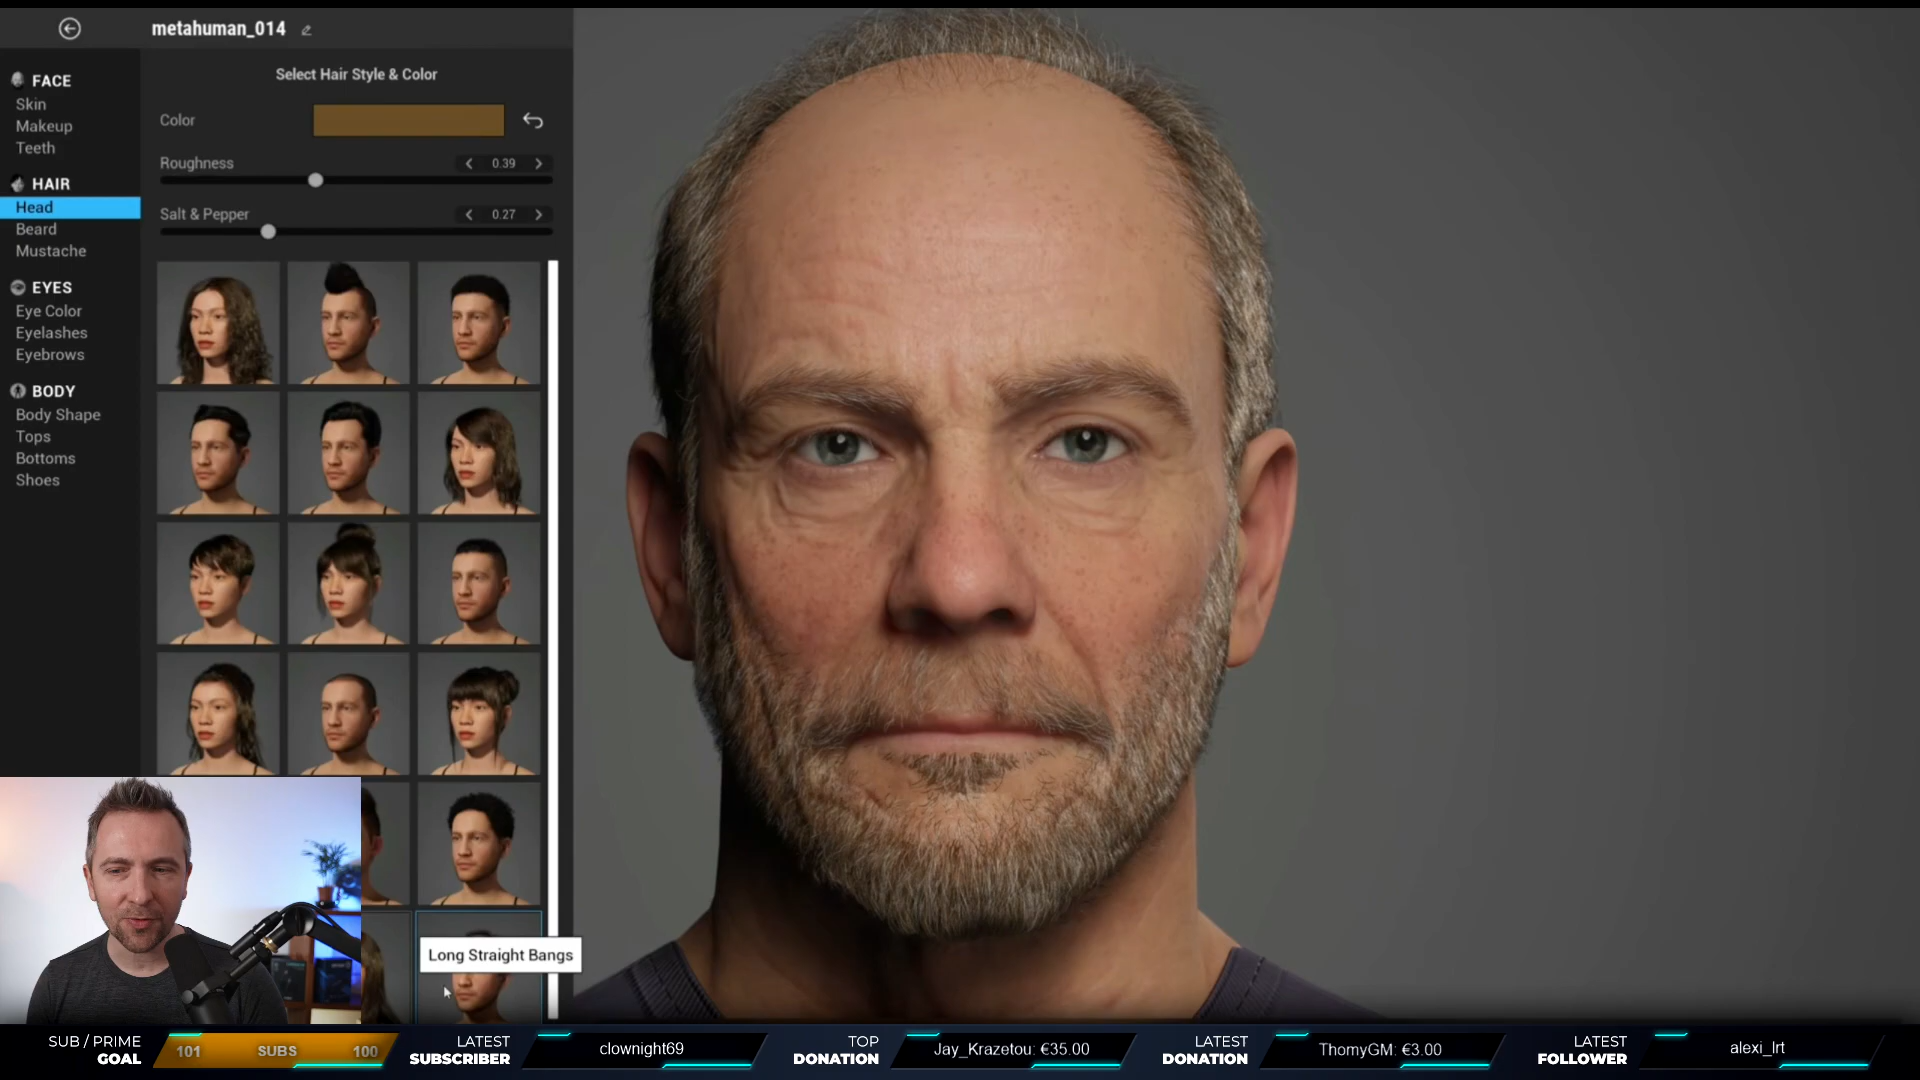 metahuman_014
FACE
Skin
Makeup
Teeth
HAIR
Head
Beard
Mustache
EYES
Eye Color
Eyelashes
Eyebrows
BODY
Body Shape
Tops
Bottoms
Shoes
Select Hair Style & Color
Color
Roughness
0.39
Salt & Pepper
0.27
Long Straight Bangs
SUB / PRIME
GOAL
101 SUBS 100
LATEST
SUBSCRIBER
clownight69
TOP
DONATION
Jay_Krazetou: €35.00
LATEST
DONATION
ThomyGM: €3.00
LATEST
FOLLOWER
alexi_lrt